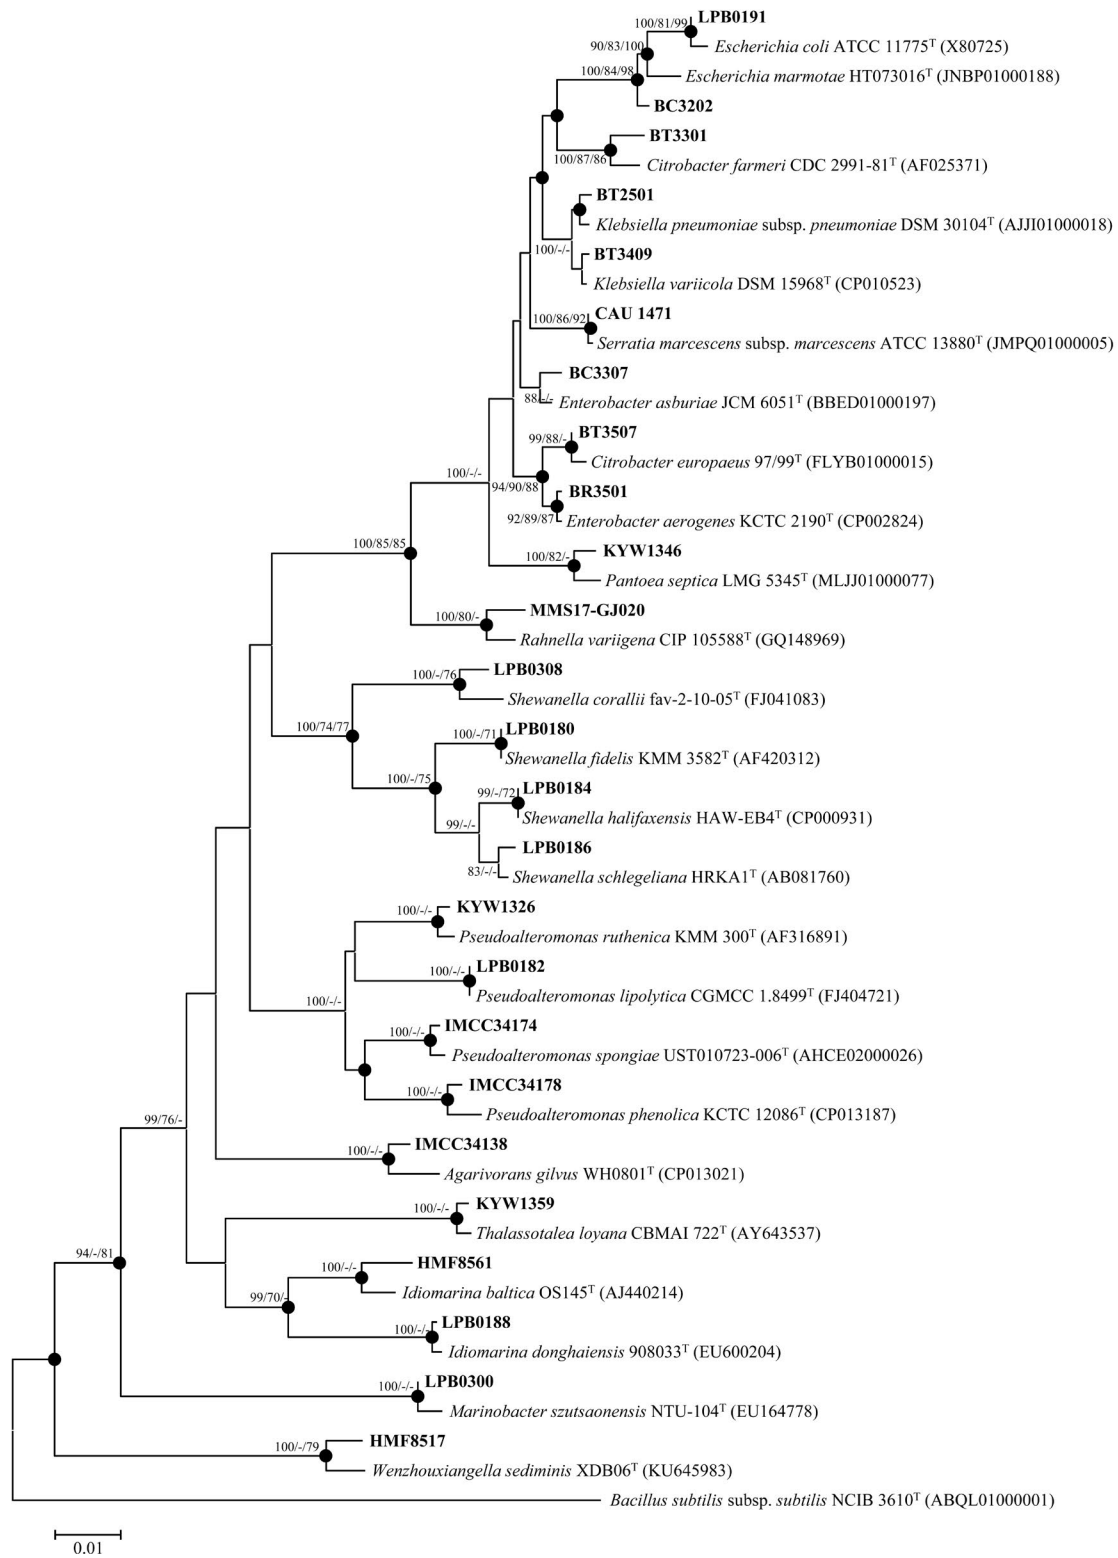 LPB0191
100/81/99
Escherichia coli ATCC 11775T (X80725)
90/83/100
Escherichia marmotae HT073016T (JNBP01000188)
100/84/98
BC3202
BT3301
100/87/86
Citrobacter farmeri CDC 2991-81T (AF025371)
BT2501
Klebsiella pneumoniae subsp. pneumoniae DSM 30104T (AJJI01000018)
100/-/-
BT3409
Klebsiella variicola DSM 15968T (CP010523)
CAU 1471
100/86/92
Serratia marcescens subsp. marcescens ATCC 13880T (JMPQ01000005)
BC3307
88/-/-
Enterobacter asburiae JCM 6051T (BBED01000197)
BT3507
99/88/-
Citrobacter europaeus 97/99T (FLYB01000015)
100/-/-
94/90/88
BR3501
92/89/87
Enterobacter aerogenes KCTC 2190T (CP002824)
100/85/85
KYW1346
100/82/-
Pantoea septica LMG 5345T (MLJJ01000077)
MMS17-GJ020
100/80/-
Rahnella variigena CIP 105588T (GQ148969)
LPB0308
100/-/76
Shewanella corallii fav-2-10-05T (FJ041083)
100/74/77
LPB0180
100/-/71
Shewanella fidelis KMM 3582T (AF420312)
100/-/75
LPB0184
99/-/72
Shewanella halifaxensis HAW-EB4T (CP000931)
99/-/-
LPB0186
83/-/-
Shewanella schlegeliana HRKA1T (AB081760)
KYW1326
100/-/-
Pseudoalteromonas ruthenica KMM 300T (AF316891)
LPB0182
100/-/-
Pseudoalteromonas lipolytica CGMCC 1.8499T (FJ404721)
100/-/-
IMCC34174
100/-/-
Pseudoalteromonas spongiae UST010723-006T (AHCE02000026)
IMCC34178
100/-/-
Pseudoalteromonas phenolica KCTC 12086T (CP013187)
99/76/-
IMCC34138
100/-/-
Agarivorans gilvus WH0801T (CP013021)
KYW1359
100/-/-
Thalassotalea loyana CBMAI 722T (AY643537)
94/-/81
HMF8561
100/-/-
Idiomarina baltica OS145T (AJ440214)
99/70/-
LPB0188
100/-/-
Idiomarina donghaiensis 908033T (EU600204)
LPB0300
100/-/-
Marinobacter szutsaonensis NTU-104T (EU164778)
HMF8517
100/-/79
Wenzhouxiangella sediminis XDB06T (KU645983)
Bacillus subtilis subsp. subtilis NCIB 3610T (ABQL01000001)
0.01